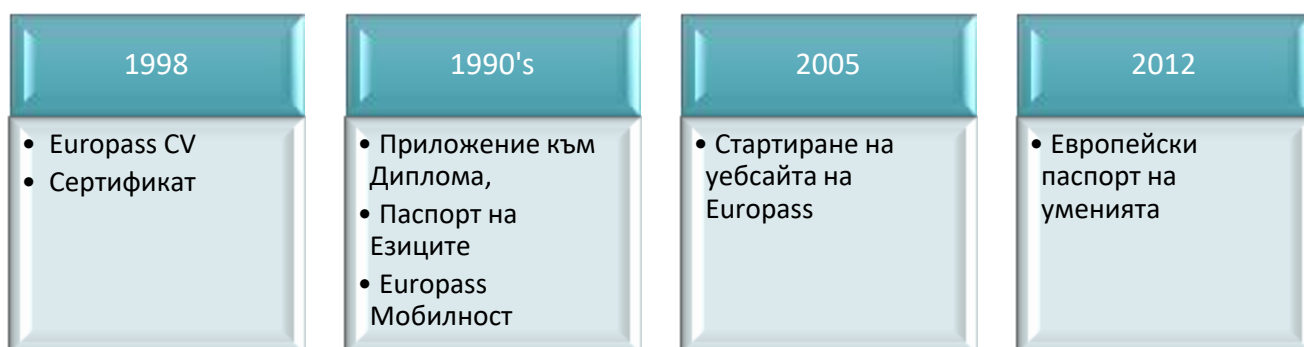 1998
• Europass CV
• Сертификат
1990's
• Приложение към
Диплома,
• Паспорт на
Езиците
• Europass
Мобилност
2005
• Стартиране на
уебсайта на
Europass
2012
• Европейски
паспорт на
уменията